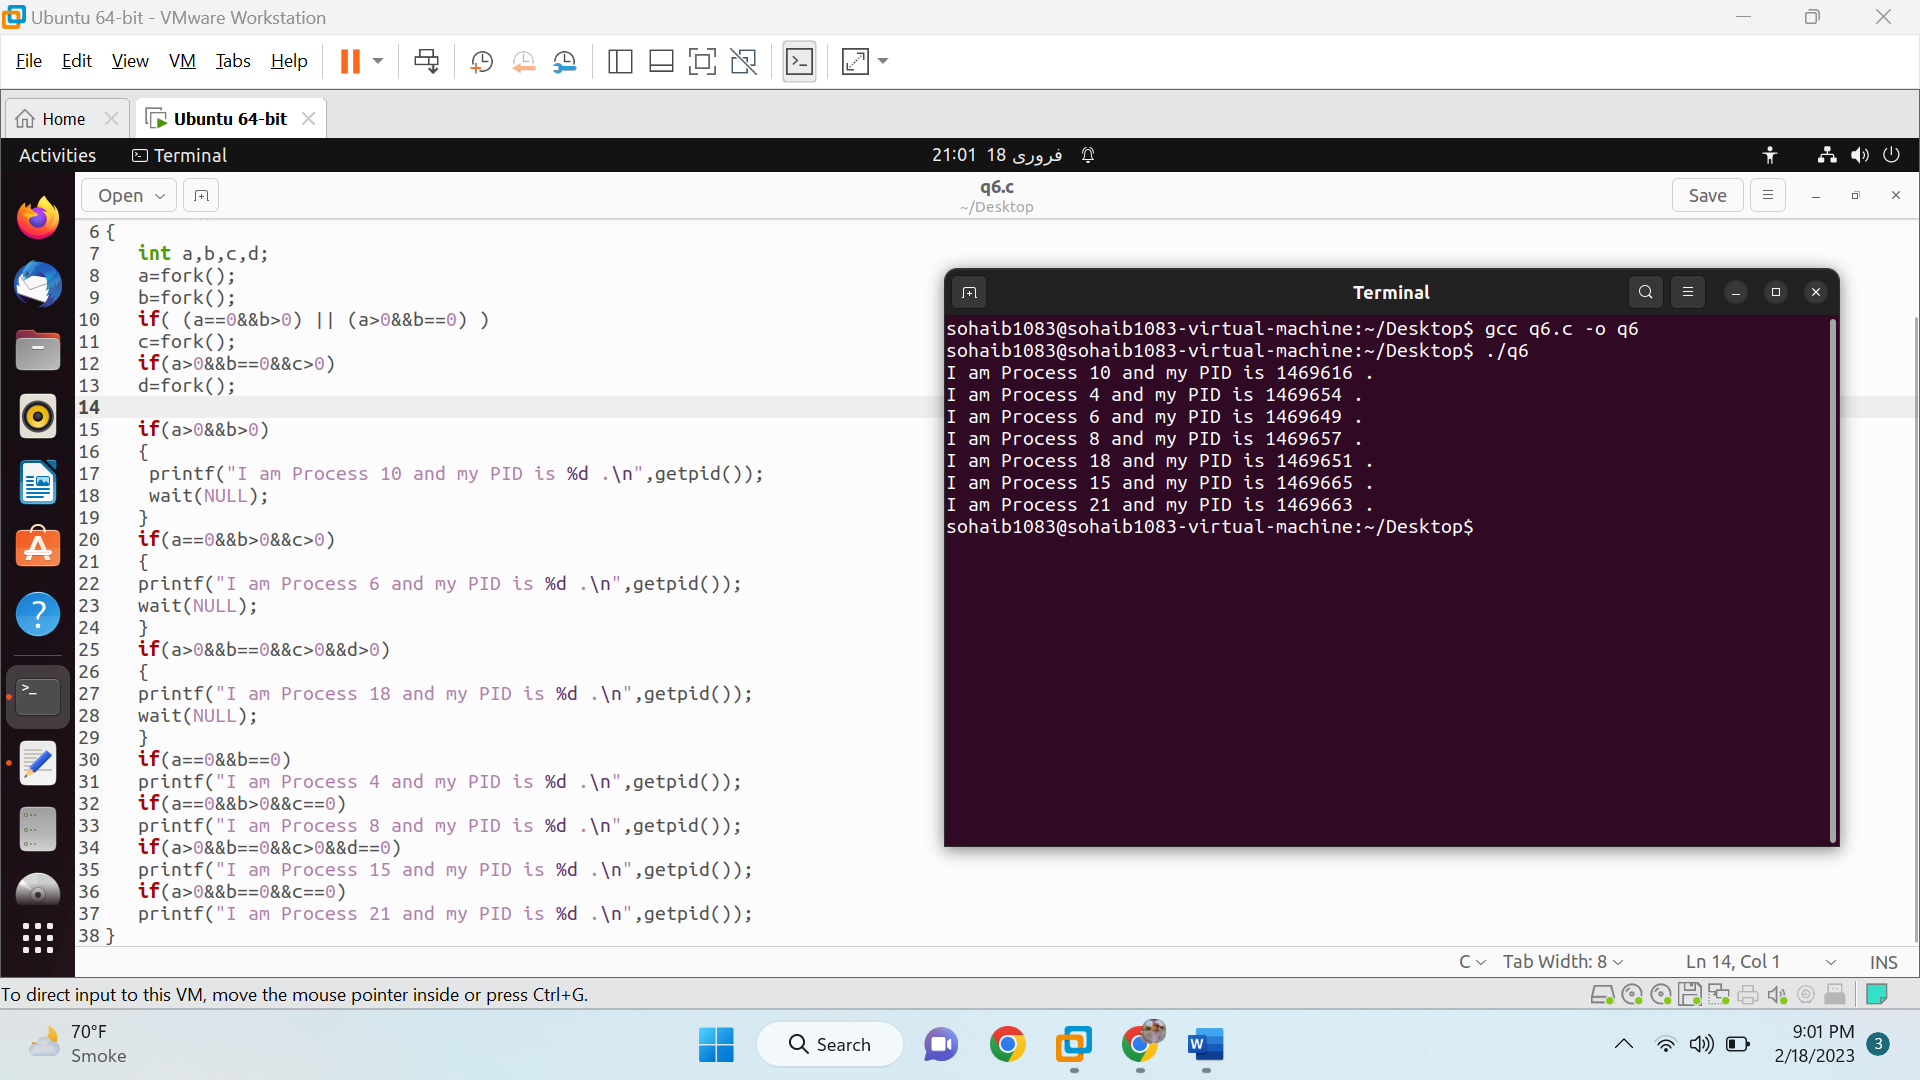 Ubuntu 64-bit - VMware Workstation
File Edit View VM Tabs Help
Home
Ubuntu 64-bit
Activities
Terminal
21:01 18 فروری
Open
q6.c
~/Desktop
Save
6 {
7 int a,b,c,d;
8 a=fork();
9 b=fork();
10 if( (a==0&&b>0) || (a>0&&b==0) )
11 c=fork();
12 if(a>0&&b==0&&c>0)
13 d=fork();
14
15 if(a>0&&b>0)
16 {
17 printf("I am Process 10 and my PID is %d .\n",getpid());
18 wait(NULL);
19 }
20 if(a==0&&b>0&&c>0)
21 {
22 printf("I am Process 6 and my PID is %d .\n",getpid());
23 wait(NULL);
24 }
25 if(a>0&&b==0&&c>0&&d>0)
26 {
27 printf("I am Process 18 and my PID is %d .\n",getpid());
28 wait(NULL);
29 }
30 if(a==0&&b==0)
31 printf("I am Process 4 and my PID is %d .\n",getpid());
32 if(a==0&&b>0&&c==0)
33 printf("I am Process 8 and my PID is %d .\n",getpid());
34 if(a>0&&b==0&&c>0&&d==0)
35 printf("I am Process 15 and my PID is %d .\n",getpid());
36 if(a>0&&b==0&&c==0)
37 printf("I am Process 21 and my PID is %d .\n",getpid());
38 }
Terminal
sohaib1083@sohaib1083-virtual-machine:~/Desktop$ gcc q6.c -o q6
sohaib1083@sohaib1083-virtual-machine:~/Desktop$ ./q6
I am Process 10 and my PID is 1469616 .
I am Process 4 and my PID is 1469654 .
I am Process 6 and my PID is 1469649 .
I am Process 8 and my PID is 1469657 .
I am Process 18 and my PID is 1469651 .
I am Process 15 and my PID is 1469665 .
I am Process 21 and my PID is 1469663 .
sohaib1083@sohaib1083-virtual-machine:~/Desktop$
C
Tab Width: 8
Ln 14, Col 1
INS
To direct input to this VM, move the mouse pointer inside or press Ctrl+G.
70°F
Smoke
Search
W
9:01 PM
2/18/2023
3